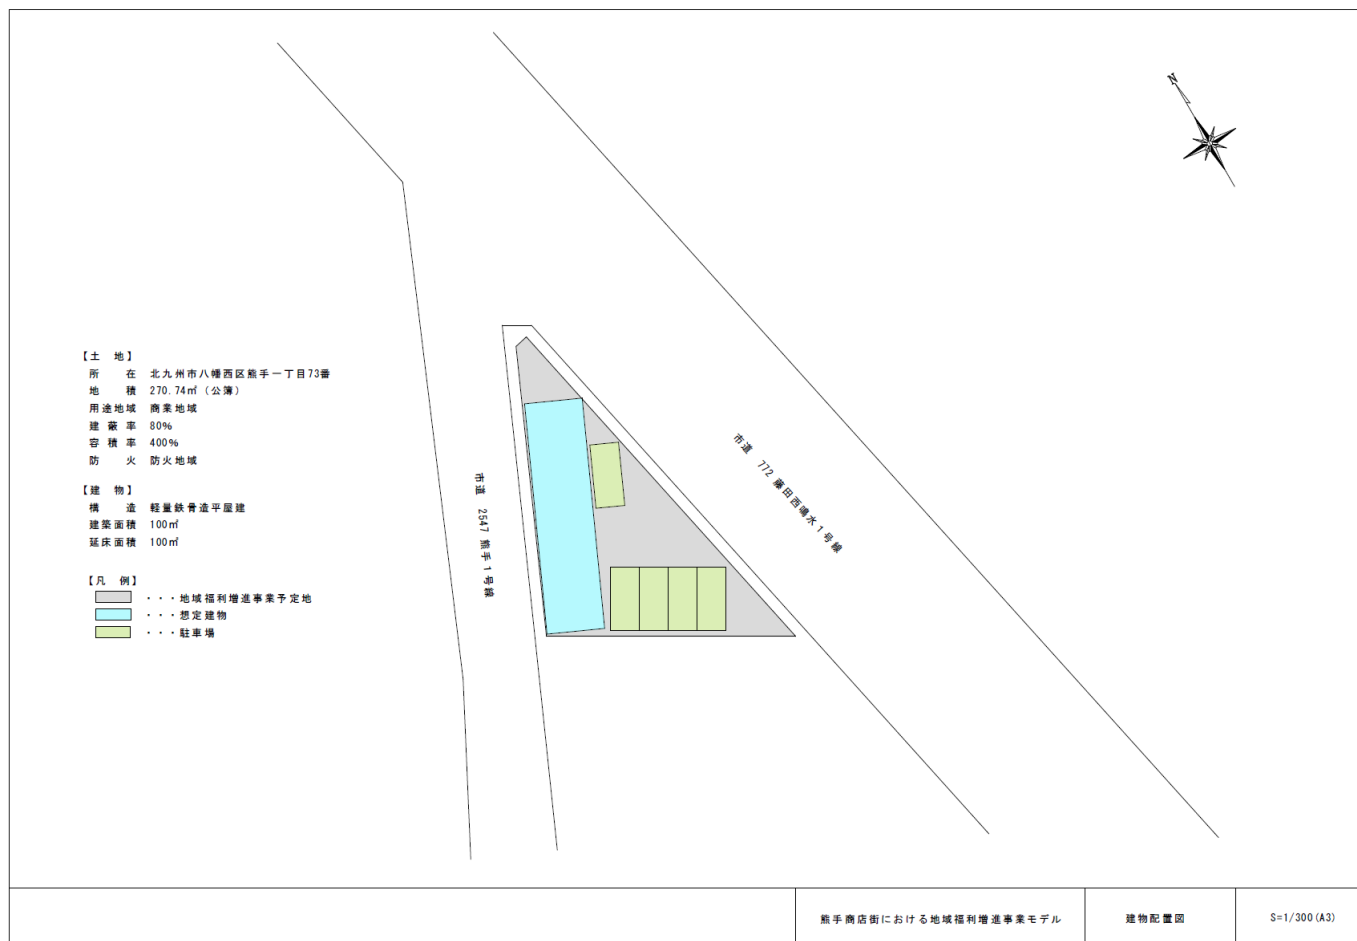 N
【土　地】
所　　在　北九州市八幡西区熊手一丁目73番
地　　積　270.74㎡（公簿）
用途地域　商業地域
建 蔽 率　80%
容 積 率　400%
防　　火　防火地域
【建　物】
構　　造　軽量鉄骨造平屋建
建築面積　100㎡
延床面積　100㎡
【凡　例】
・・・地域福利増進事業予定地
・・・想定建物
・・・駐車場
市道　2547 熊手1号線
市道　772 藤田西鳴水1号線
熊手商店街における地域福利増進事業モデル
建物配置図
S=1/300(A3)